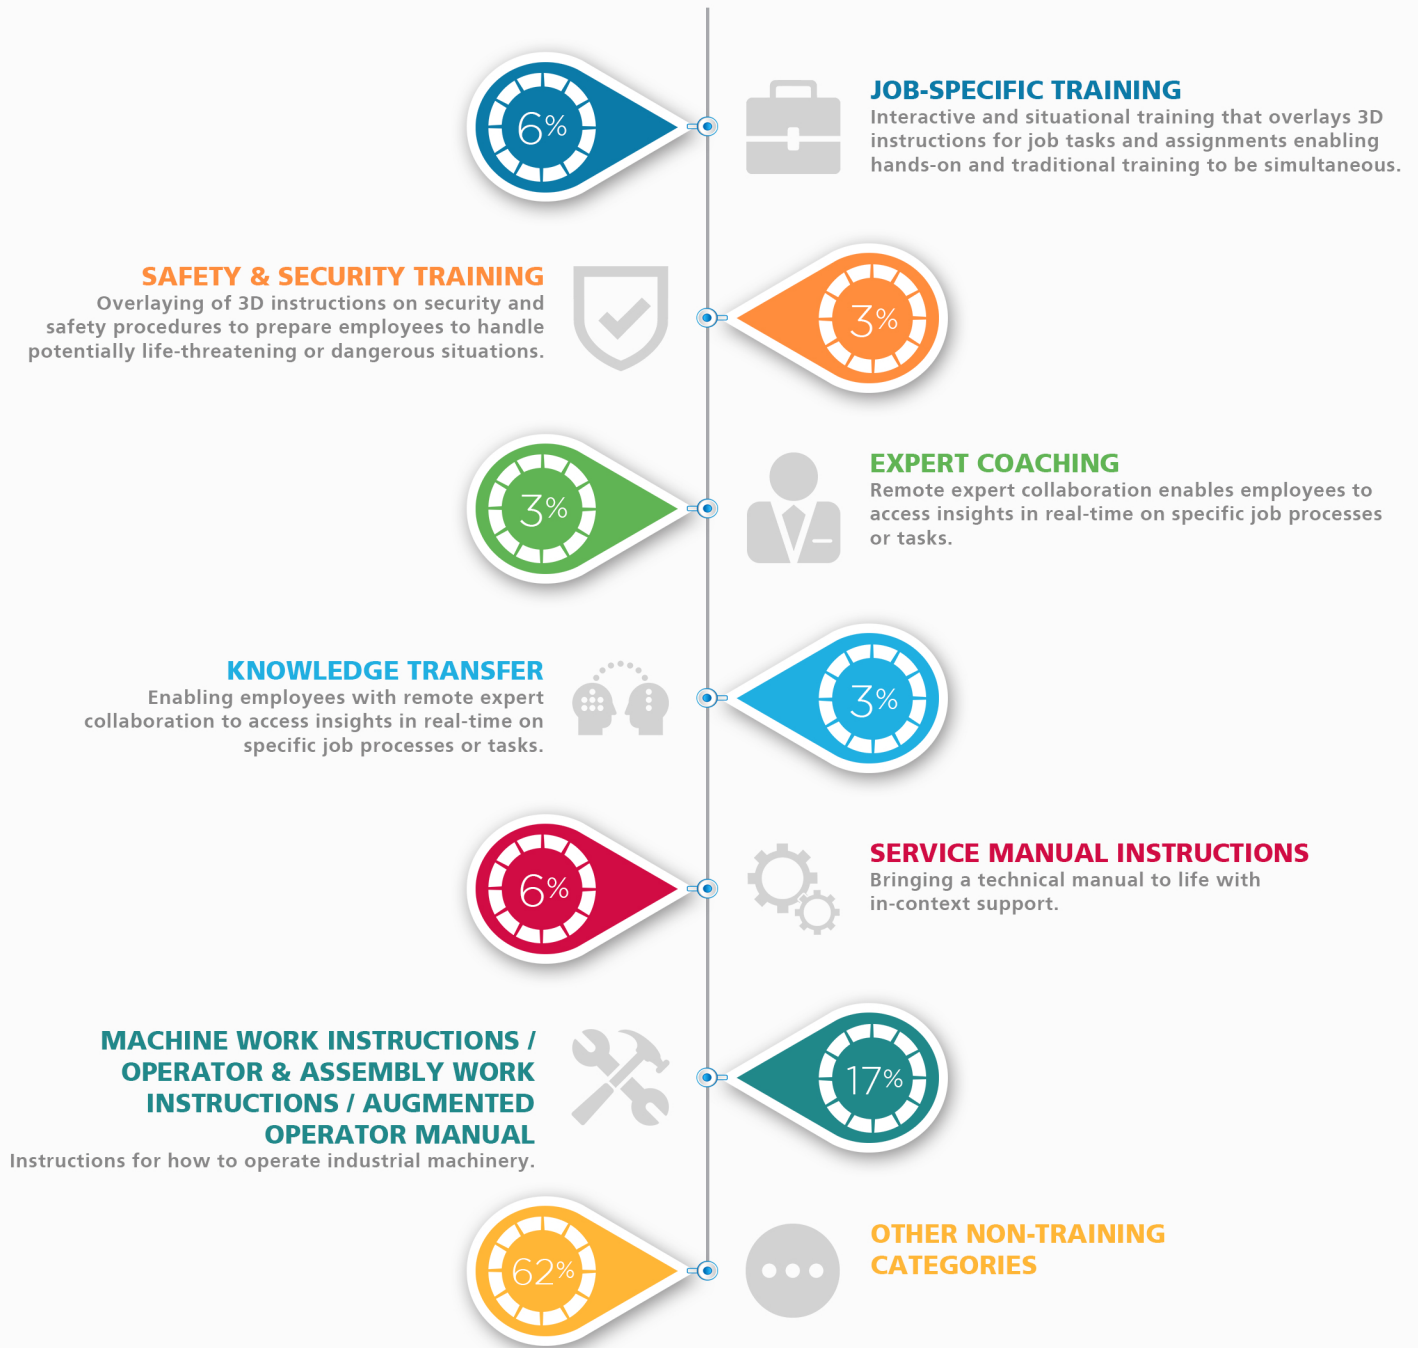 6%
JOB-SPECIFIC TRAINING
Interactive and situational training that overlays 3D
instructions for job tasks and assignments enabling
hands-on and traditional training to be simultaneous.
SAFETY & SECURITY TRAINING
Overlaying of 3D instructions on security and
safety procedures to prepare employees to handle
potentially life-threatening or dangerous situations.
3%
3%
EXPERT COACHING
Remote expert collaboration enables employees to
access insights in real-time on specific job processes
or tasks.
KNOWLEDGE TRANSFER
Enabling employees with remote expert
collaboration to access insights in real-time on
specific job processes or tasks.
3%
6%
SERVICE MANUAL INSTRUCTIONS
Bringing a technical manual to life with
in-context support.
MACHINE WORK INSTRUCTIONS /
OPERATOR & ASSEMBLY WORK
INSTRUCTIONS / AUGMENTED
OPERATOR MANUAL
Instructions for how to operate industrial machinery.
17%
62%
OTHER NON-TRAINING
CATEGORIES